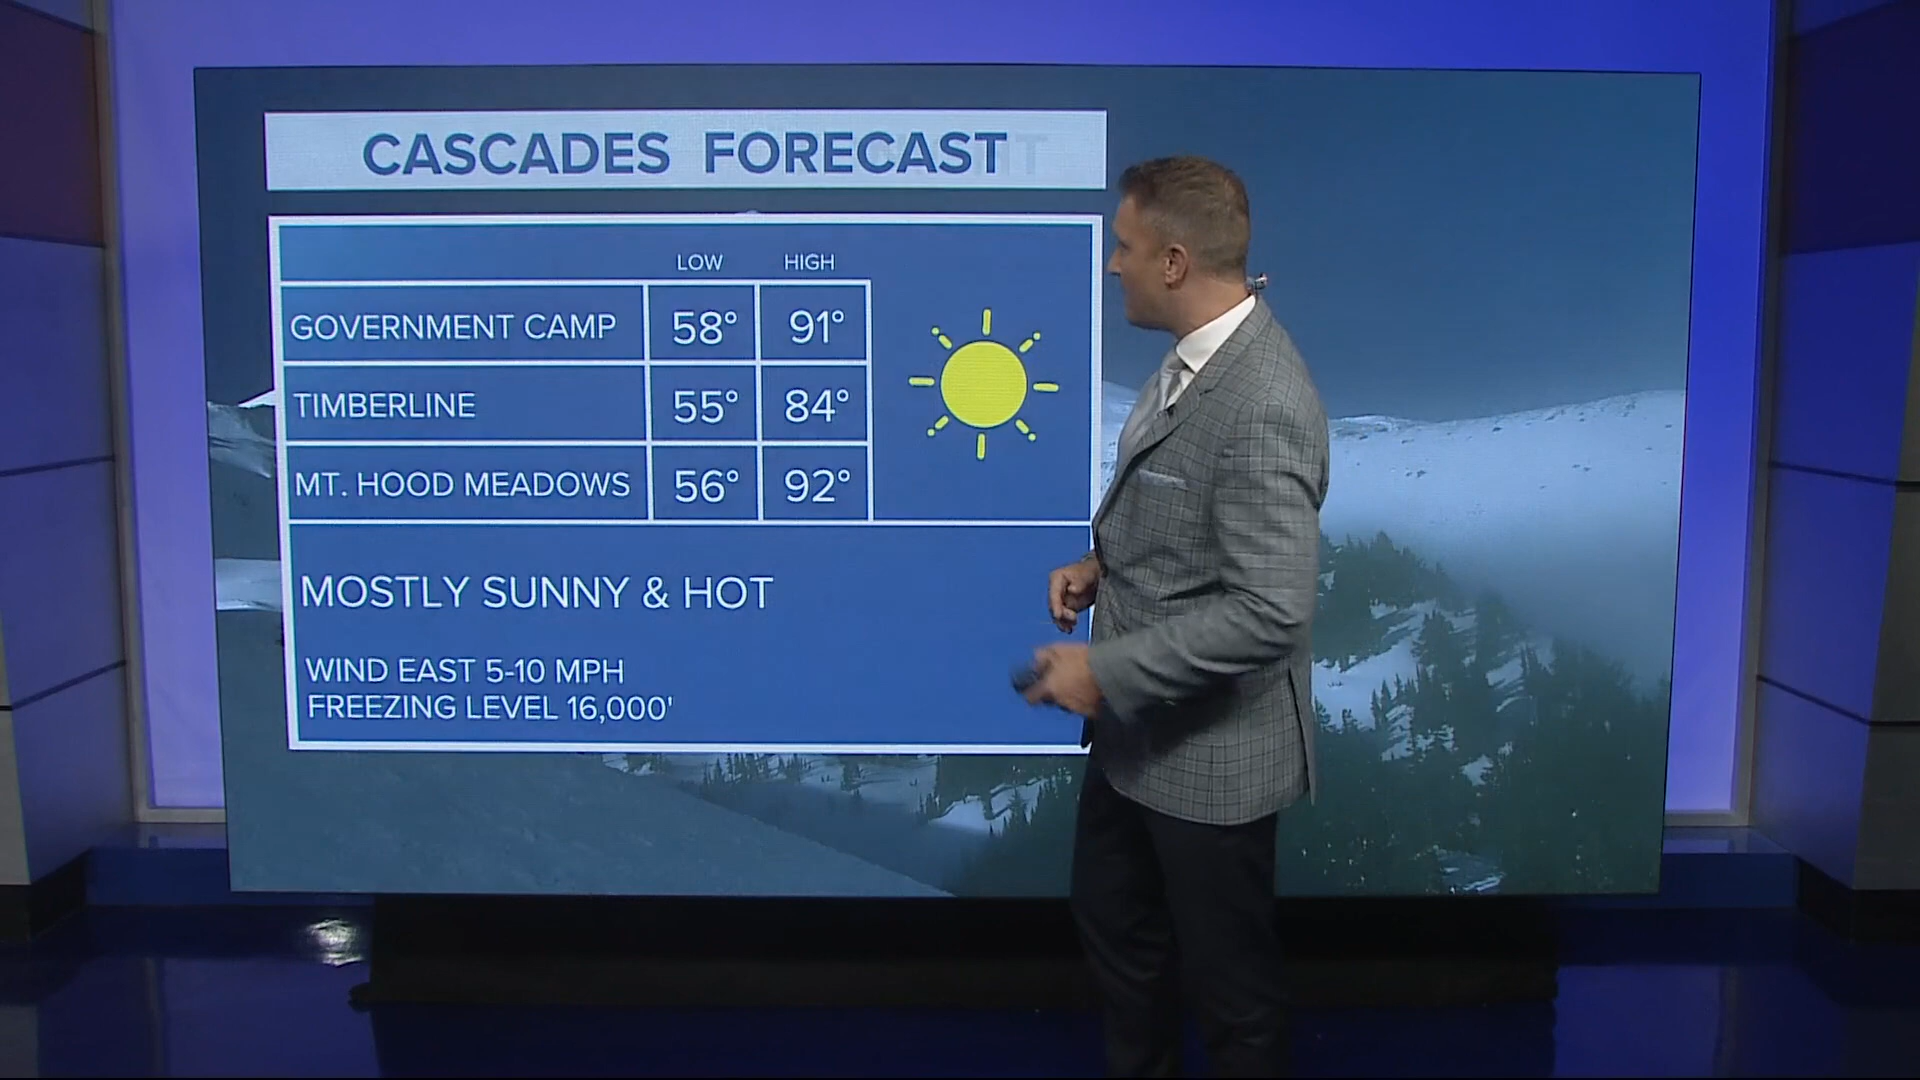 CASCADES FORECAST
LOW HIGH
GOVERNMENT CAMP 58° 91°
TIMBERLINE 55° 84°
MT. HOOD MEADOWS 56° 92°
MOSTLY SUNNY & HOT
WIND EAST 5-10 MPH
FREEZING LEVEL 16,000'